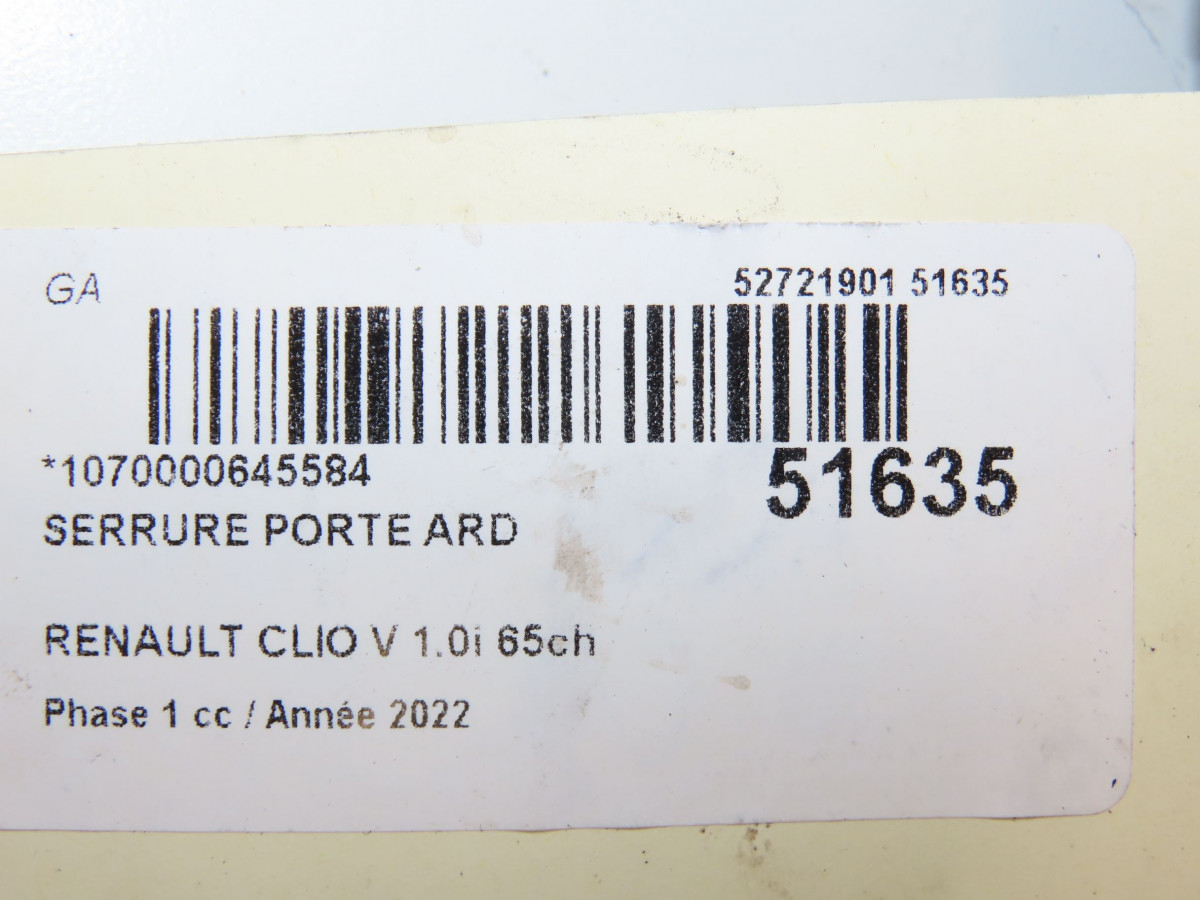 GA
52721901 51635
*1070000645584
51635
SERRURE PORTE ARD
RENAULT CLIO V 1.0i 65ch
Phase 1 cc / Année 2022